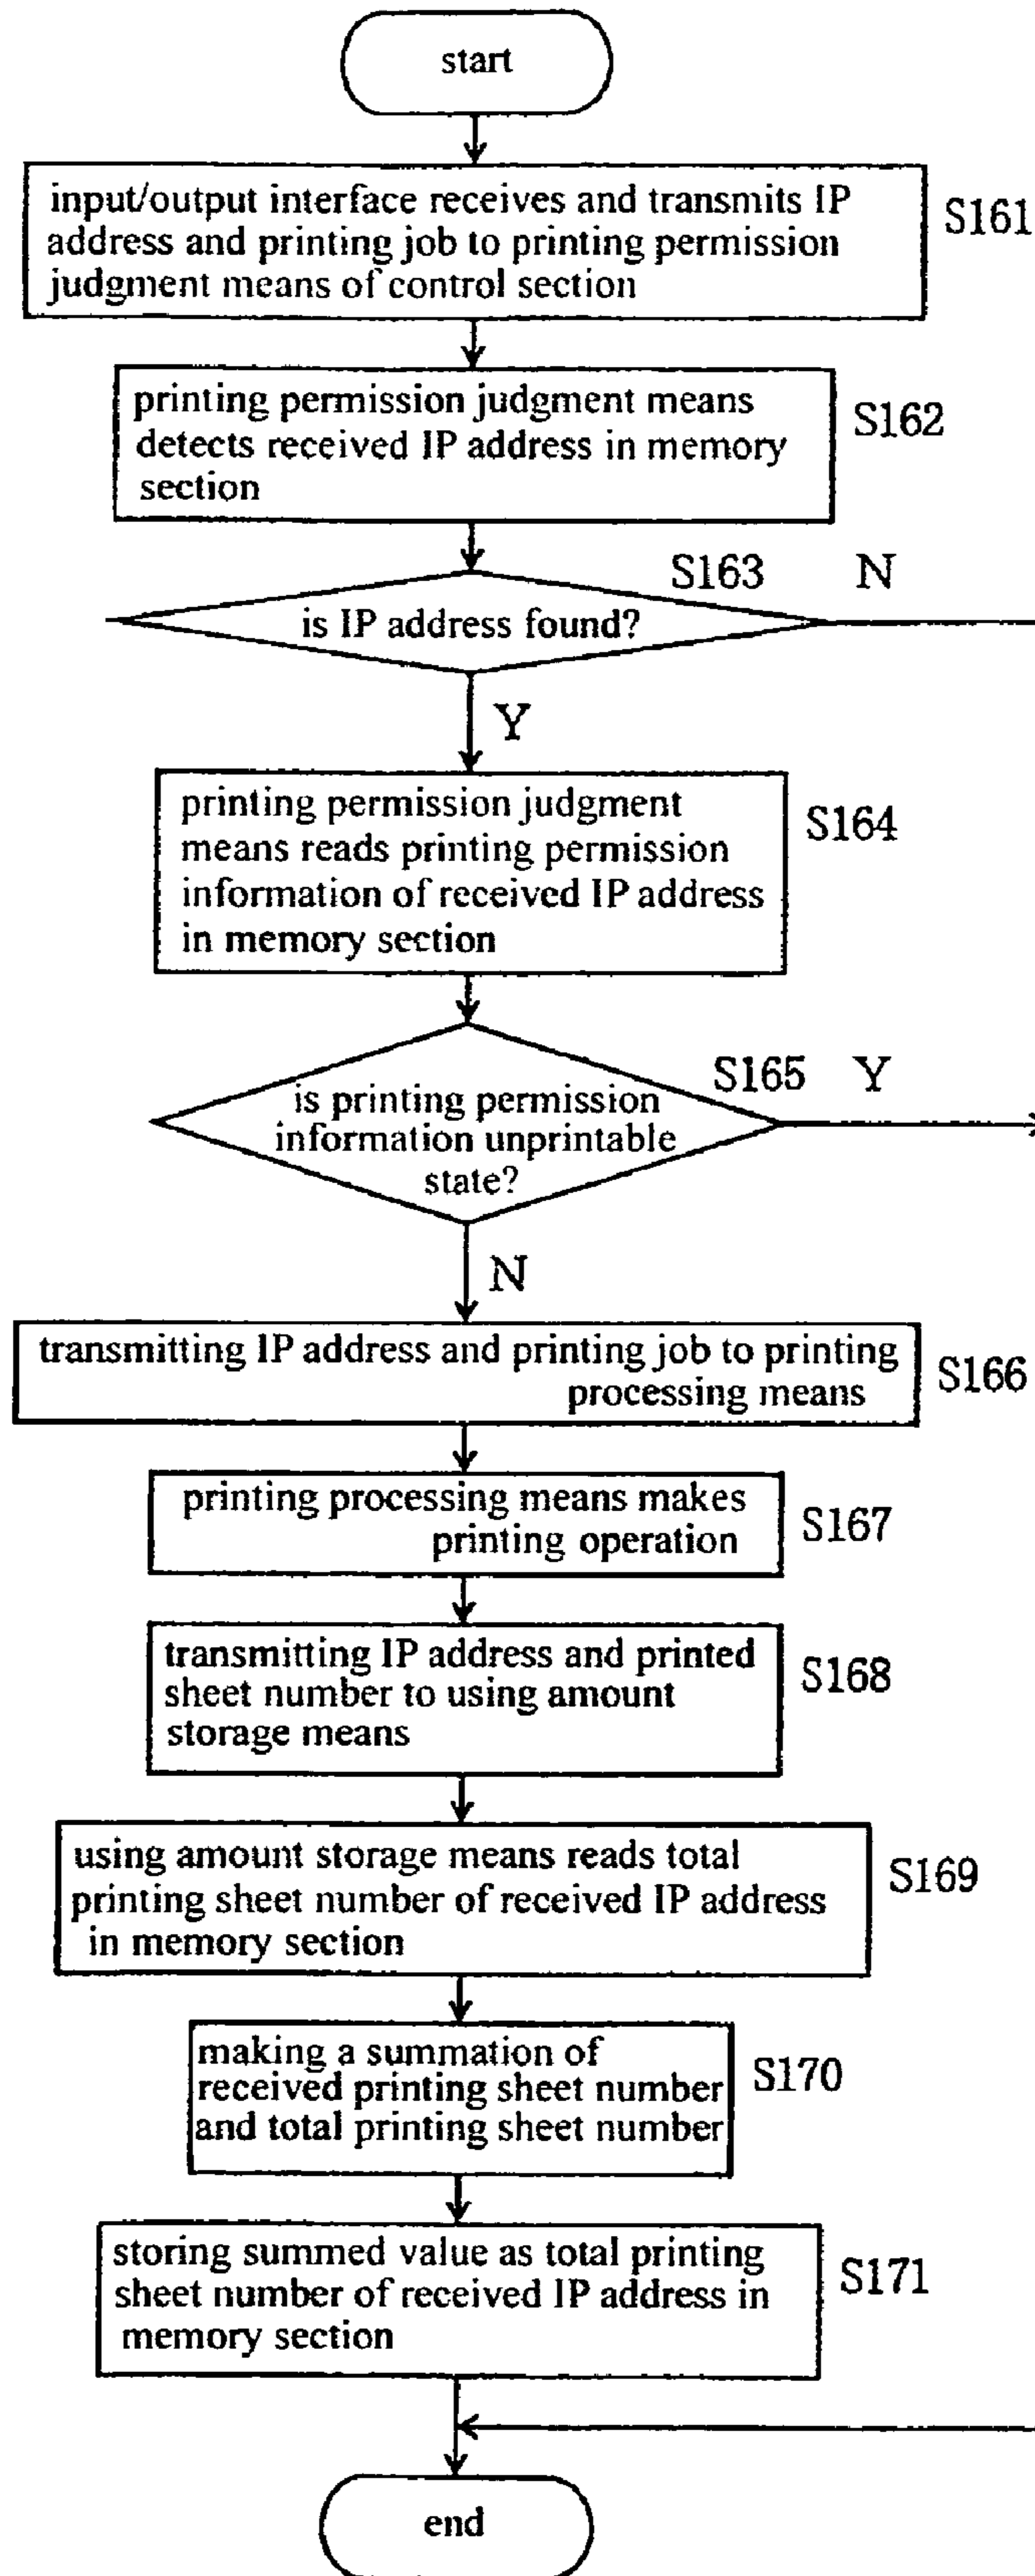 start
input/output interface receives and transmits IP
address and printing job to printing permission
judgment means of control section
S161
printing permission judgment means
detects received IP address in memory
section
S162
S163 N
is IP address found?
Y
printing permission judgment
means reads printing permission
information of received IP address
in memory section
S164
S165 Y
is printing permission
information unprintable
state?
N
transmitting IP address and printing job to printing
processing means
S166
printing processing means makes
printing operation
S167
transmitting IP address and printed
sheet number to using amount
storage means
S168
using amount storage means reads total
printing sheet number of received IP address
in memory section
S169
making a summation of
received printing sheet number
and total printing sheet number
S170
storing summed value as total printing
sheet number of received IP address in
memory section
S171
end